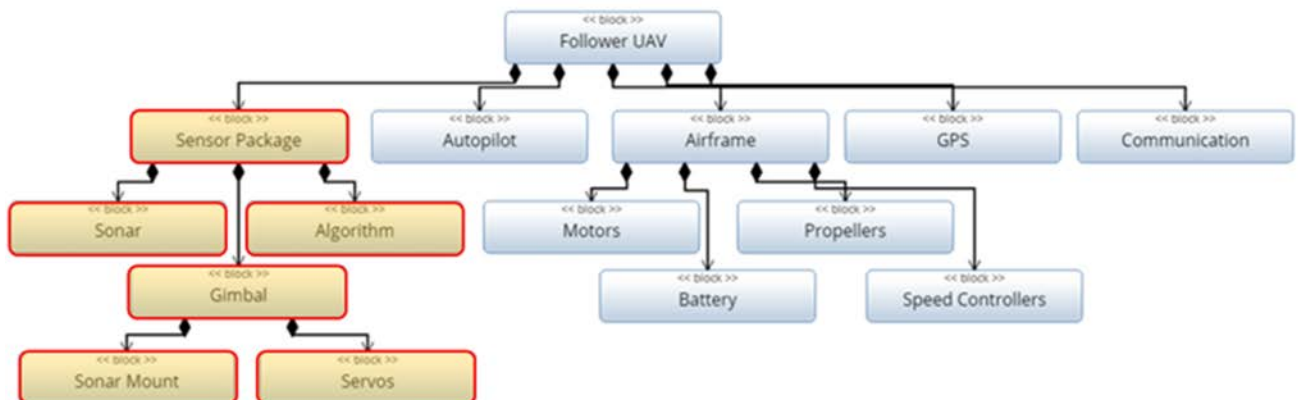 << block >>
Follower UAV
<< block >>
Sensor Package
<< block >>
Autopilot
<< block >>
Airframe
<< block >>
GPS
<< block >>
Communication
<< block >>
Sonar
<< block >>
Algorithm
<< block >>
Motors
<< block >>
Propellers
<< block >>
Gimbal
<< block >>
Battery
<< block >>
Speed Controllers
<< block >>
Sonar Mount
<< block >>
Servos